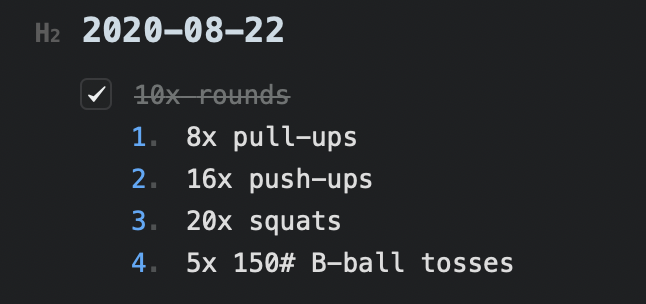 H2 2020-08-22
10x rounds
1. 8x pull-ups
2. 16x push-ups
3. 20x squats
4. 5x 150# B-ball tosses